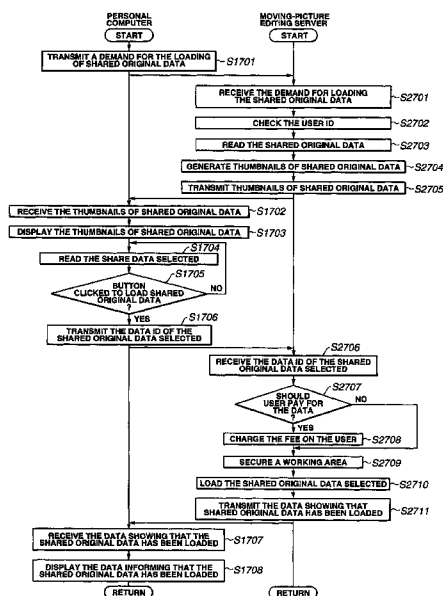 PERSONAL
COMPUTER
START
MOVING-PICTURE
EDITING SERVER
START
TRANSMIT A DEMAND FOR THE LOADING
OF SHARED ORIGINAL DATA
S1701
RECEIVE THE DEMAND FOR LOADING
THE SHARED ORIGINAL DATA
S2701
CHECK THE USER ID
S2702
READ THE SHARED ORIGINAL DATA
S2703
GENERATE THUMBNAILS OF SHARED ORIGINAL DATA
S2704
TRANSMIT THUMBNAILS OF SHARED ORIGINAL DATA
S2705
RECEIVE THE THUMBNAILS OF SHARED ORIGINAL DATA
S1702
DISPLAY THE THUMBNAILS OF SHARED ORIGINAL DATA
S1703
S1704
READ THE SHARE DATA SELECTED
S1705
BUTTON
CLICKED TO LOAD SHARED
ORIGINAL DATA
?
NO
YES
S1706
TRANSMIT THE DATA ID OF THE
SHARED ORIGINAL DATA SELECTED
S2706
RECEIVE THE DATA ID OF THE SHARED
ORIGINAL DATA SELECTED
S2707
SHOULD
USER PAY FOR
THE DATA
?
NO
YES
CHARGE THE FEE ON THE USER
S2708
SECURE A WORKING AREA
S2709
LOAD THE SHARED ORIGINAL DATA SELECTED
S2710
TRANSMIT THE DATA SHOWING THAT
SHARED ORIGINAL DATA HAS BEEN LOADED
S2711
RECEIVE THE DATA SHOWING THAT THE
SHARED ORIGINAL DATA HAS BEEN LOADED
S1707
DISPLAY THE DATA INFORMING THAT THE
SHARED ORIGINAL DATA HAS BEEN LOADED
S1708
RETURN
RETURN